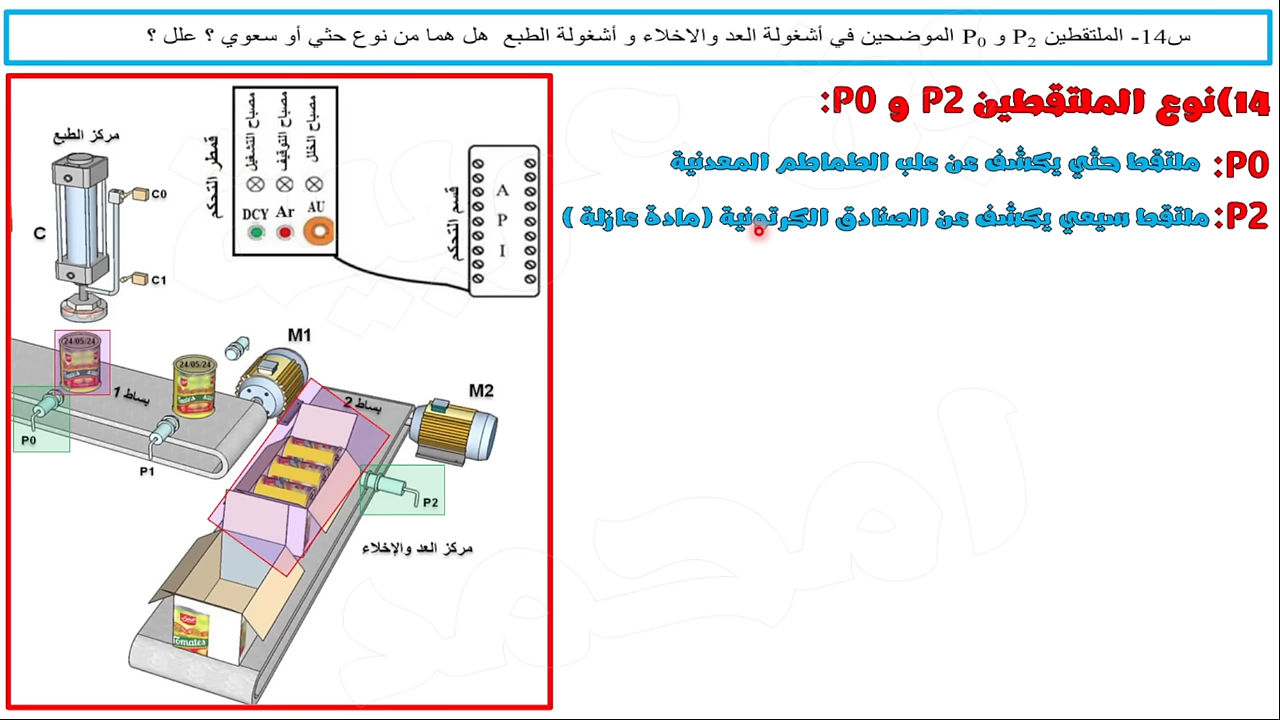 س14- الملتقطين P2 و P0 الموضحين في أشغولة العد والاخلاء و أشغولة الطبع هل هما من نوع حثي أو سعوي ؟ علل ؟
14)نوع الملتقطين P2 و P0:
P0: ملتقط حثي يكشف عن علب الطماطم المعدنية
P2: ملتقط سيعي يكشف عن الصنادق الكرتونية (مادة عازلة )
مركز الطبع
C0
C
C1
قمطر التحكم
مصباح التشغيل
مصباح التوقيف
مصباح الخلل
DCY Ar AU
قسم التحكم
A
P
I
24/05/24
24/05/24
M1
بساط 1
P0
P1
بساط 2
M2
P2
مركز العد والإخلاء
Tomates